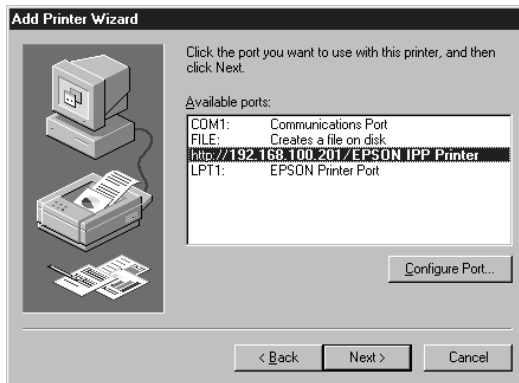 Add Printer Wizard
Click the port you want to use with this printer, and then
click Next.
Available ports:
COM1: Communications Port
FILE: Creates a file on disk
http://192.168.100.201/EPSON IPP Printer
LPT1: EPSON Printer Port
Configure Port...
< Back Next > Cancel